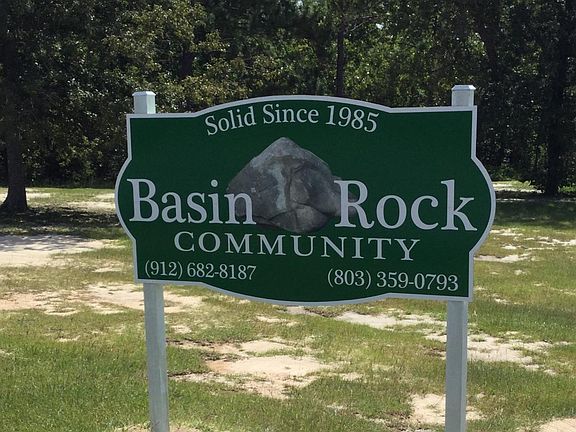 Solid Since 1985
Basin Rock
COMMUNITY
(912) 682-8187 (803) 359-0793